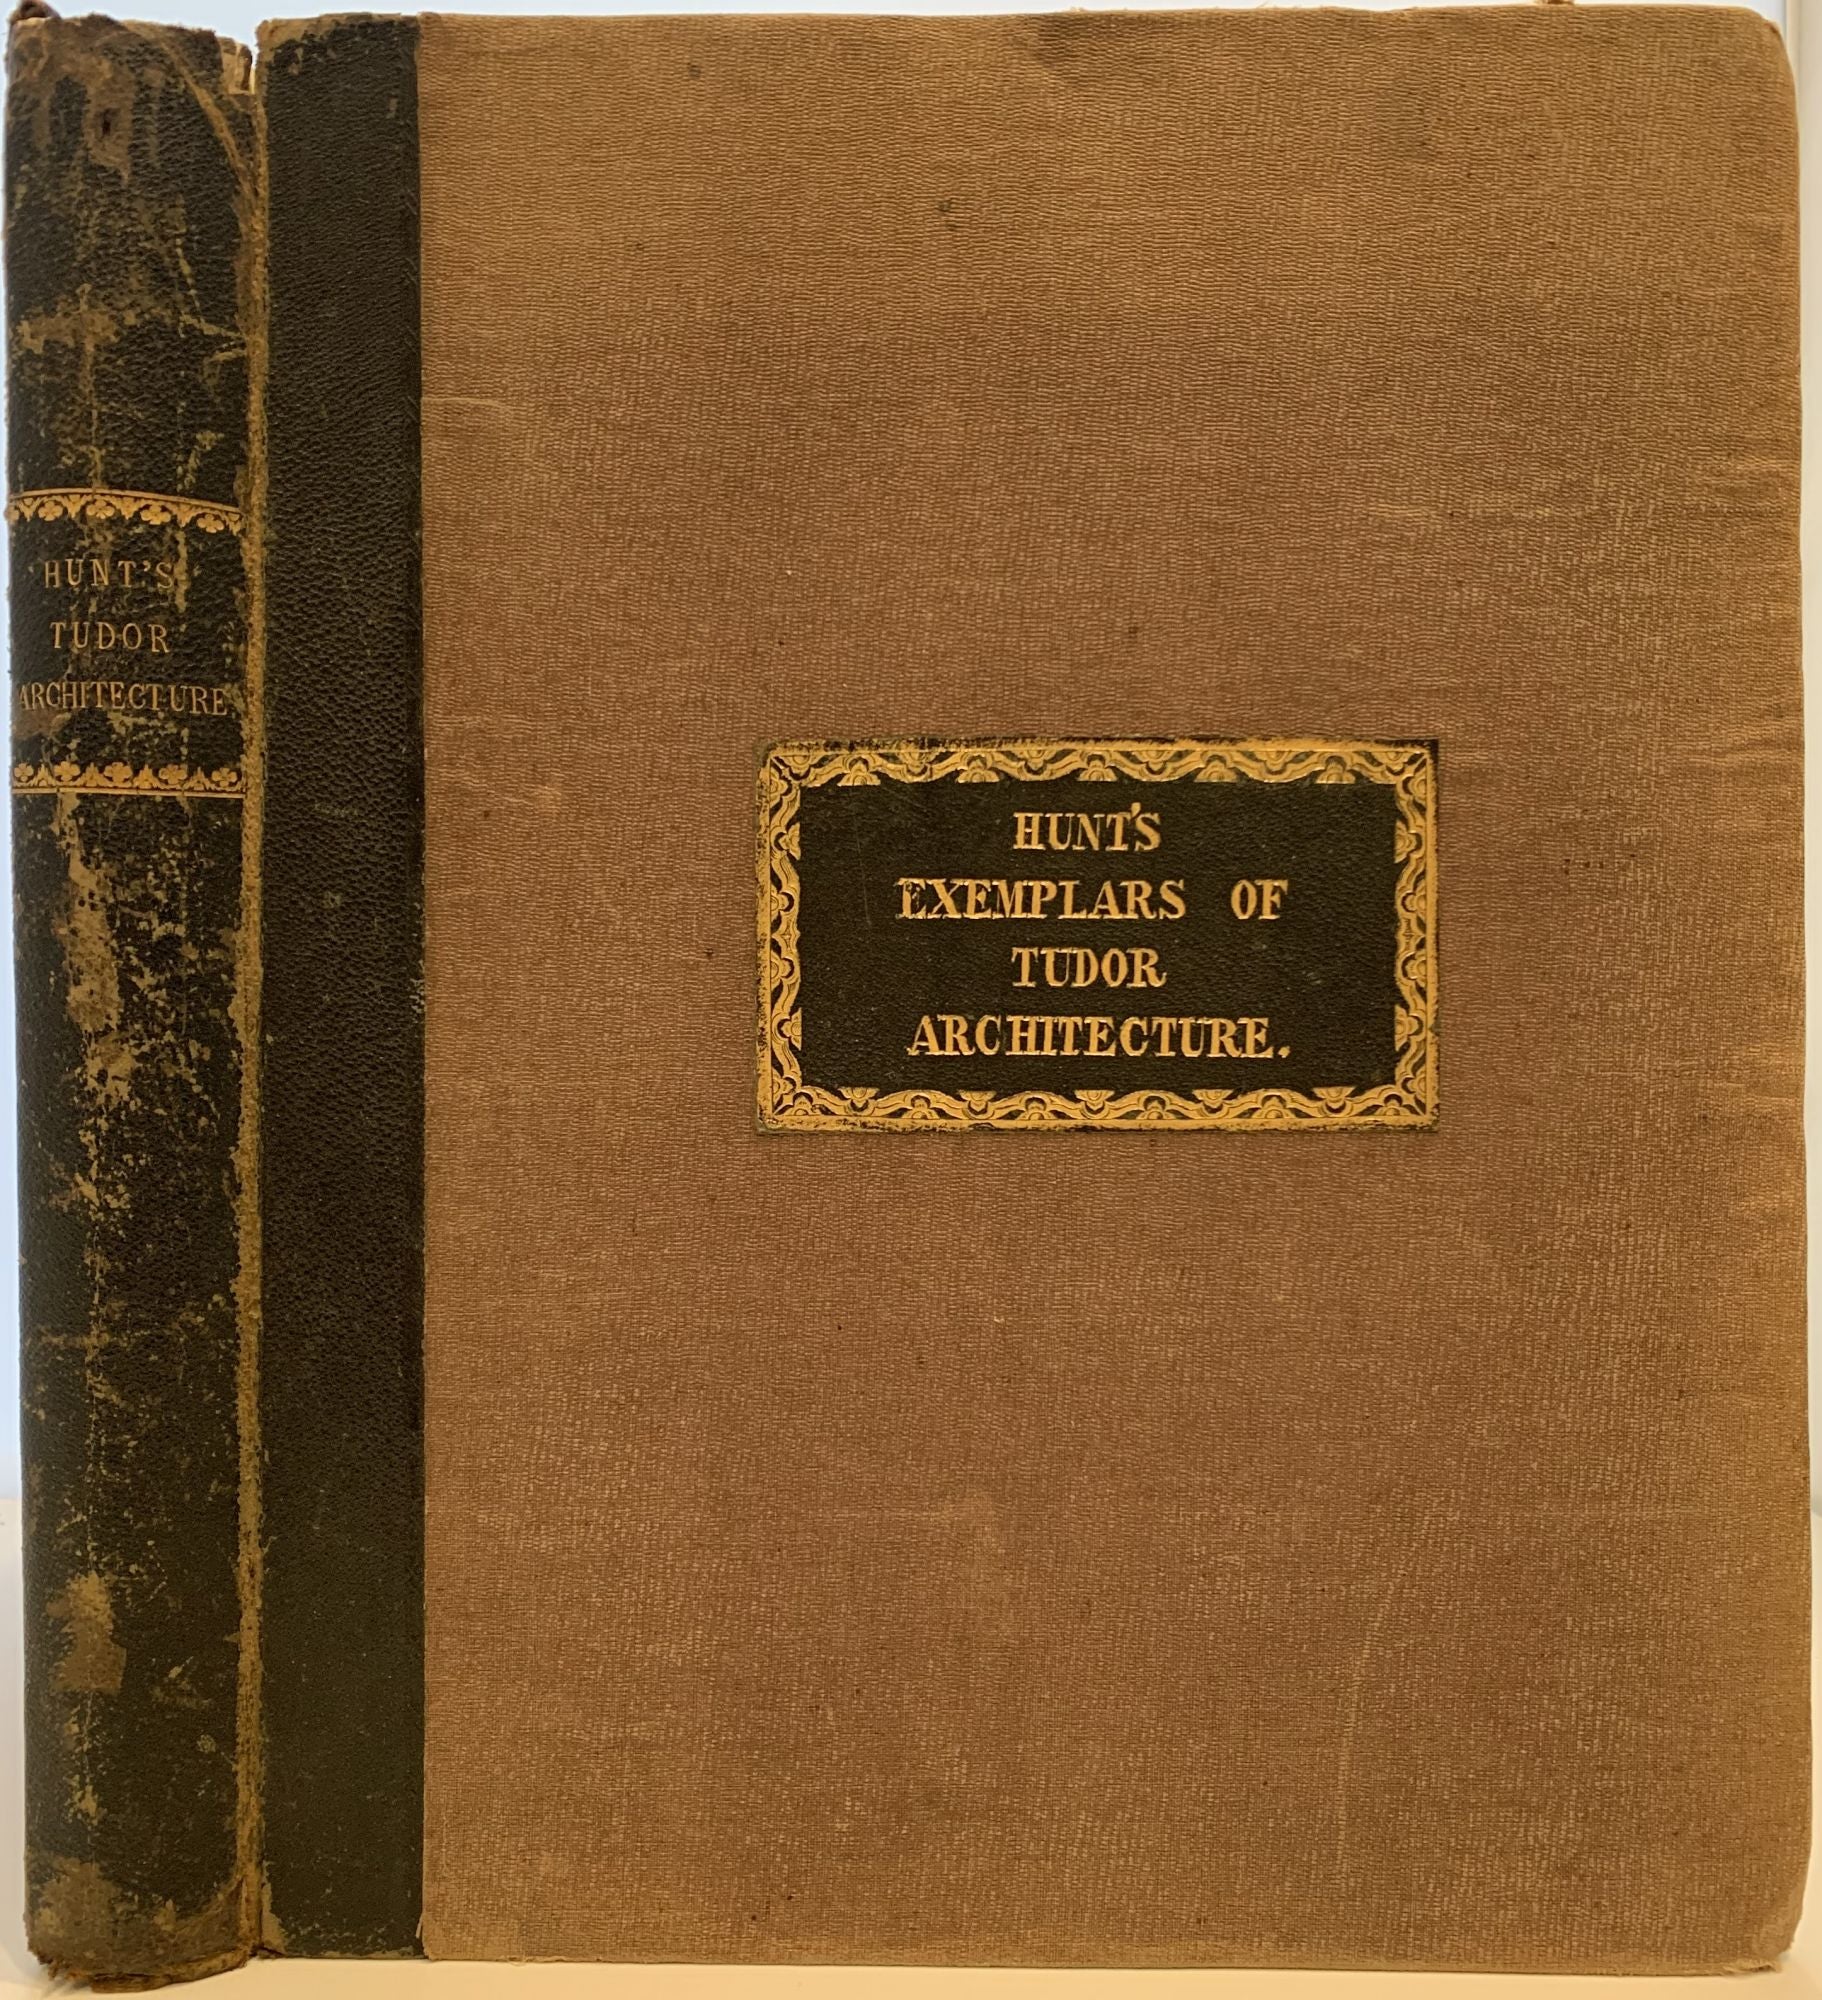 HUNT'S
TUDOR
ARCHITECTURE
HUNT'S
EXEMPLARS OF
TUDOR
ARCHITECTURE.